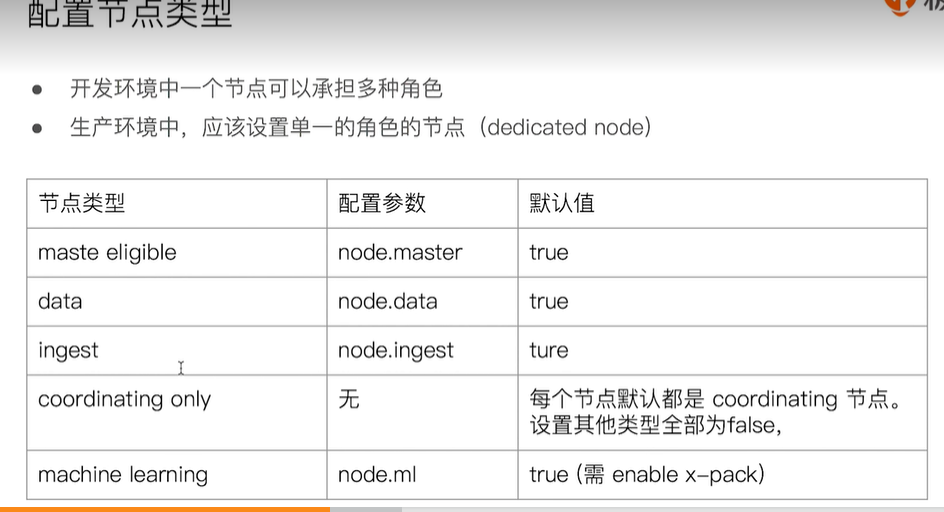 配置节点类型
● 开发环境中一个节点可以承担多种角色
● 生产环境中，应该设置单一的角色的节点（dedicated node）
节点类型 配置参数 默认值
maste eligible node.master true
data node.data true
ingest node.ingest ture
coordinating only 无 每个节点默认都是 coordinating 节点。
设置其他类型全部为false，
machine learning node.ml true (需 enable x-pack)